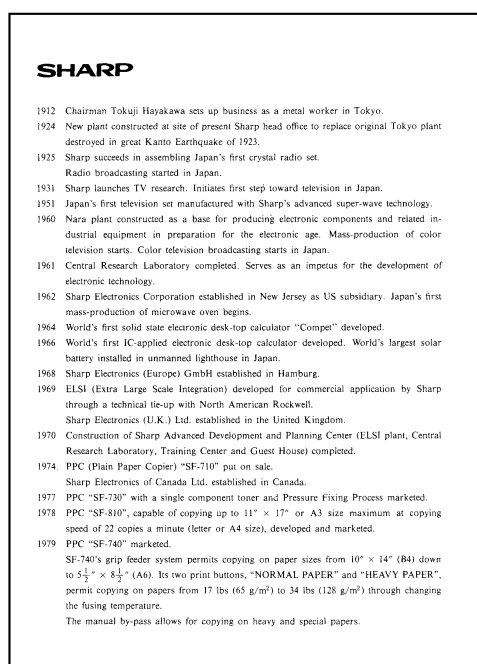 SHARP
1912 Chairman Tokuji Hayakawa sets up business as a metal worker in Tokyo.
1924 New plant constructed at site of present Sharp head office to replace original Tokyo plant
destroyed in great Kanto Earthquake of 1923.
1925 Sharp succeeds in assembling Japan's first crystal radio set.
Radio broadcasting started in Japan.
1931 Sharp launches TV research. Initiates first step toward television in Japan.
1951 Japan's first television set manufactured with Sharp's advanced super-wave technology.
1960 Nara plant constructed as a base for producing electronic components and related in-
dustrial equipment in preparation for the electronic age. Mass-production of color
television starts. Color television broadcasting starts in Japan.
1961 Central Research Laboratory completed. Serves as an impetus for the development of
electronic technology.
1962 Sharp Electronics Corporation established in New Jersey as US subsidiary. Japan's first
mass-production of microwave oven begins.
1964 World's first solid state electronic desk-top calculator "Compet" developed.
1966 World's first IC-applied electronic desk-top calculator developed. World's largest solar
battery installed in unmanned lighthouse in Japan.
1968 Sharp Electronics (Europe) GmbH established in Hamburg.
1969 ELSI (Extra Large Scale Integration) developed for commercial application by Sharp
through a technical tie-up with North American Rockwell.
Sharp Electronics (U.K.) Ltd. established in the United Kingdom.
1970 Construction of Sharp Advanced Development and Planning Center (ELSI plant, Central
Research Laboratory, Training Center and Guest House) completed.
1974 PPC (Plain Paper Copier) "SF-710" put on sale.
Sharp Electronics of Canada Ltd. established in Canada.
1977 PPC "SF-730" with a single component toner and Pressure Fixing Process marketed.
1978 PPC "SF-810", capable of copying up to 11″ × 17″ or A3 size maximum at copying
speed of 22 copies a minute (letter or A4 size), developed and marketed.
1979 PPC "SF-740" marketed.
SF-740's grip feeder system permits copying on paper sizes from 10″ × 14″ (B4) down
to 5 1/2″ × 8 1/2″ (A6). Its two print buttons, "NORMAL PAPER" and "HEAVY PAPER",
permit copying on papers from 17 lbs (65 g/m²) to 34 lbs (128 g/m²) through changing
the fusing temperature.
The manual by-pass allows for copying on heavy and special papers.